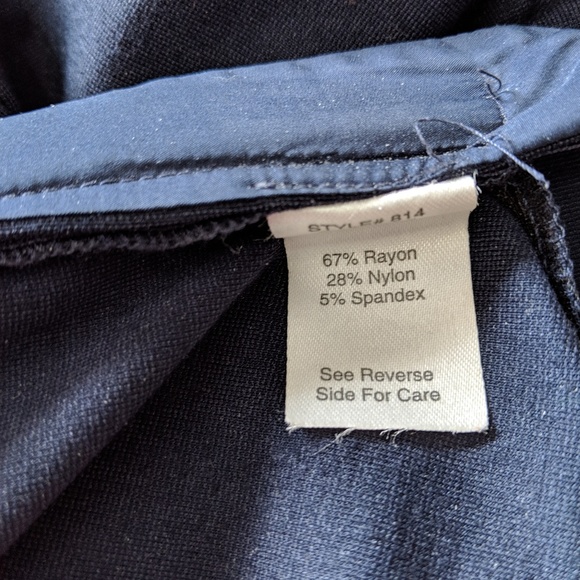 STYLE# 814
67% Rayon
28% Nylon
5% Spandex
See Reverse
Side For Care